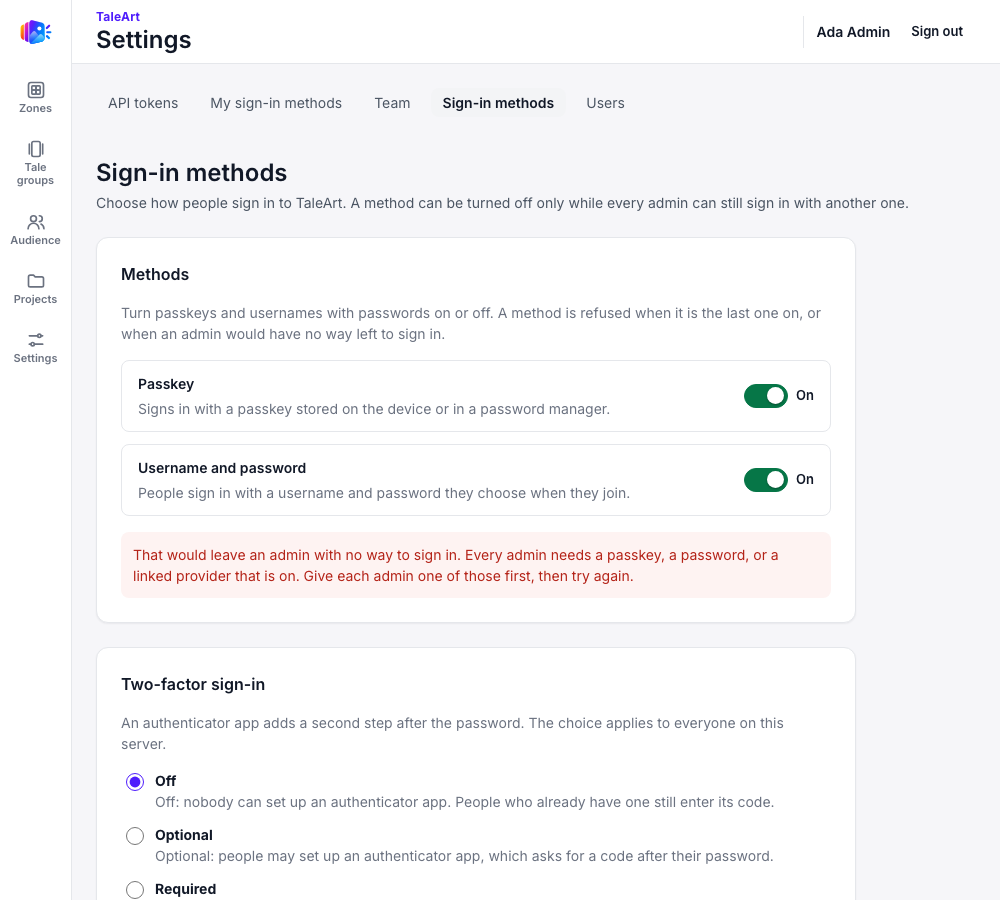 TaleArt
Settings
Ada Admin
Sign out
Zones
Tale
groups
Audience
Projects
Settings
API tokens
My sign-in methods
Team
Sign-in methods
Users
Sign-in methods
Choose how people sign in to TaleArt. A method can be turned off only while every admin can still sign in with another one.
Methods
Turn passkeys and usernames with passwords on or off. A method is refused when it is the last one on, or
when an admin would have no way left to sign in.
Passkey
Signs in with a passkey stored on the device or in a password manager.
On
Username and password
People sign in with a username and password they choose when they join.
On
That would leave an admin with no way to sign in. Every admin needs a passkey, a password, or a
linked provider that is on. Give each admin one of those first, then try again.
Two-factor sign-in
An authenticator app adds a second step after the password. The choice applies to everyone on this
server.
Off
Off: nobody can set up an authenticator app. People who already have one still enter its code.
Optional
Optional: people may set up an authenticator app, which asks for a code after their password.
Required